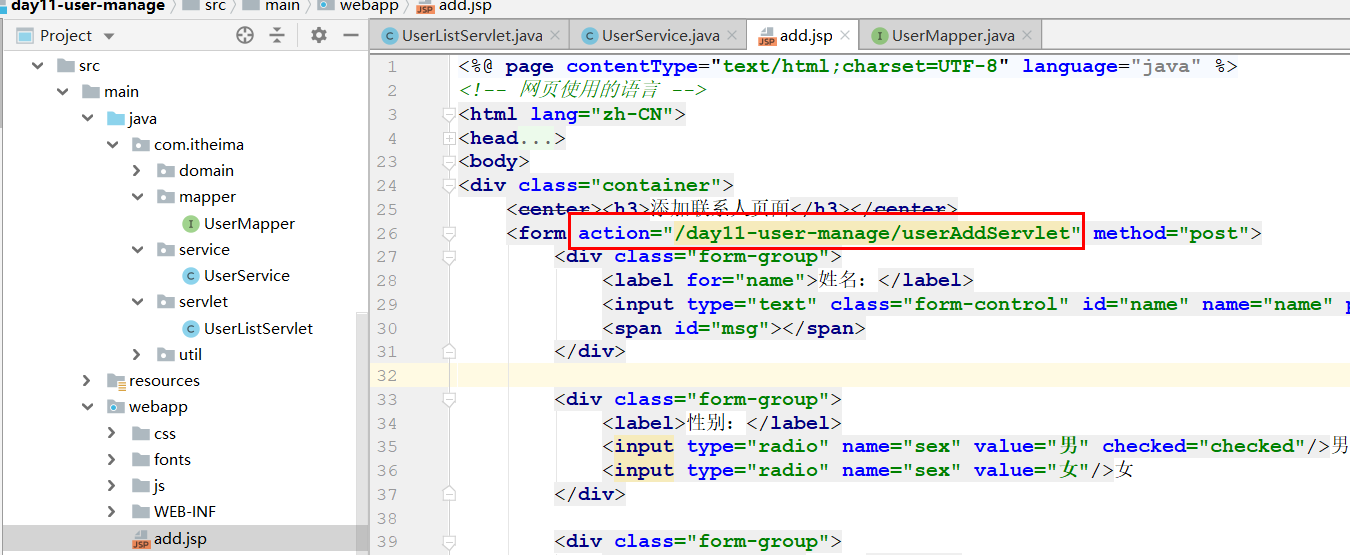 day11-user-manage src main webapp add.jsp
Project
UserListServlet.java UserService.java add.jsp UserMapper.java
src
main
java
com.itheima
domain
mapper
UserMapper
service
UserService
servlet
UserListServlet
util
resources
webapp
css
fonts
js
WEB-INF
add.jsp
1 <%@ page contentType="text/html;charset=UTF-8" language="java" %>
2 <!-- 网页使用的语言 -->
3 <html lang="zh-CN">
4 <head...>
23 <body>
24 <div class="container">
25 <center><h3>添加联系人页面</h3></center>
26 <form action="/day11-user-manage/userAddServlet" method="post">
27 <div class="form-group">
28 <label for="name">姓名：</label>
29 <input type="text" class="form-control" id="name" name="name" p
30 <span id="msg"></span>
31 </div>
32
33 <div class="form-group">
34 <label>性别：</label>
35 <input type="radio" name="sex" value="男" checked="checked"/>男
36 <input type="radio" name="sex" value="女"/>女
37 </div>
38
39 <div class="form-group">